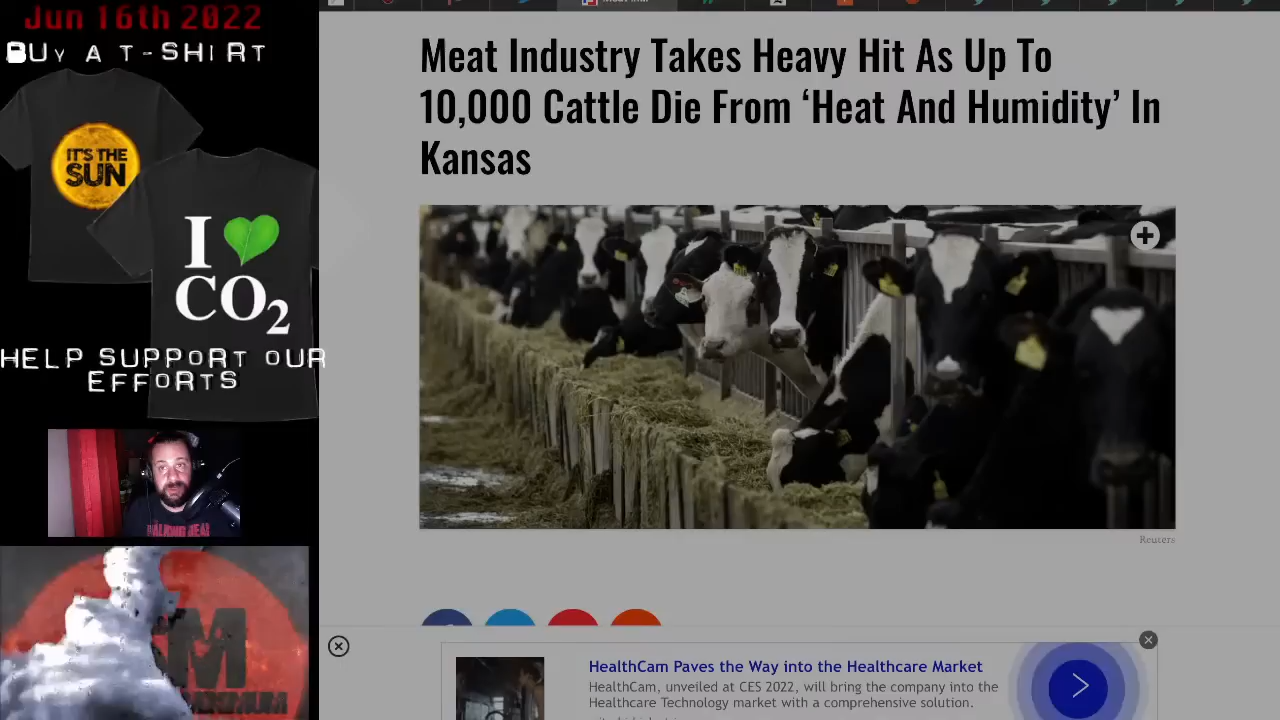 Jun 16th 2022
BUY A T-SHIRT
IT'S THE
SUN
I
CO2
HELP SUPPORT OUR
EFFORTS
Meat Industry Takes Heavy Hit As Up To
10,000 Cattle Die From ‘Heat And Humidity’ In
Kansas
Reuters
HealthCam Paves the Way into the Healthcare Market
HealthCam, unveiled at CES 2022, will bring the company into the
Healthcare Technology market with a comprehensive solution.